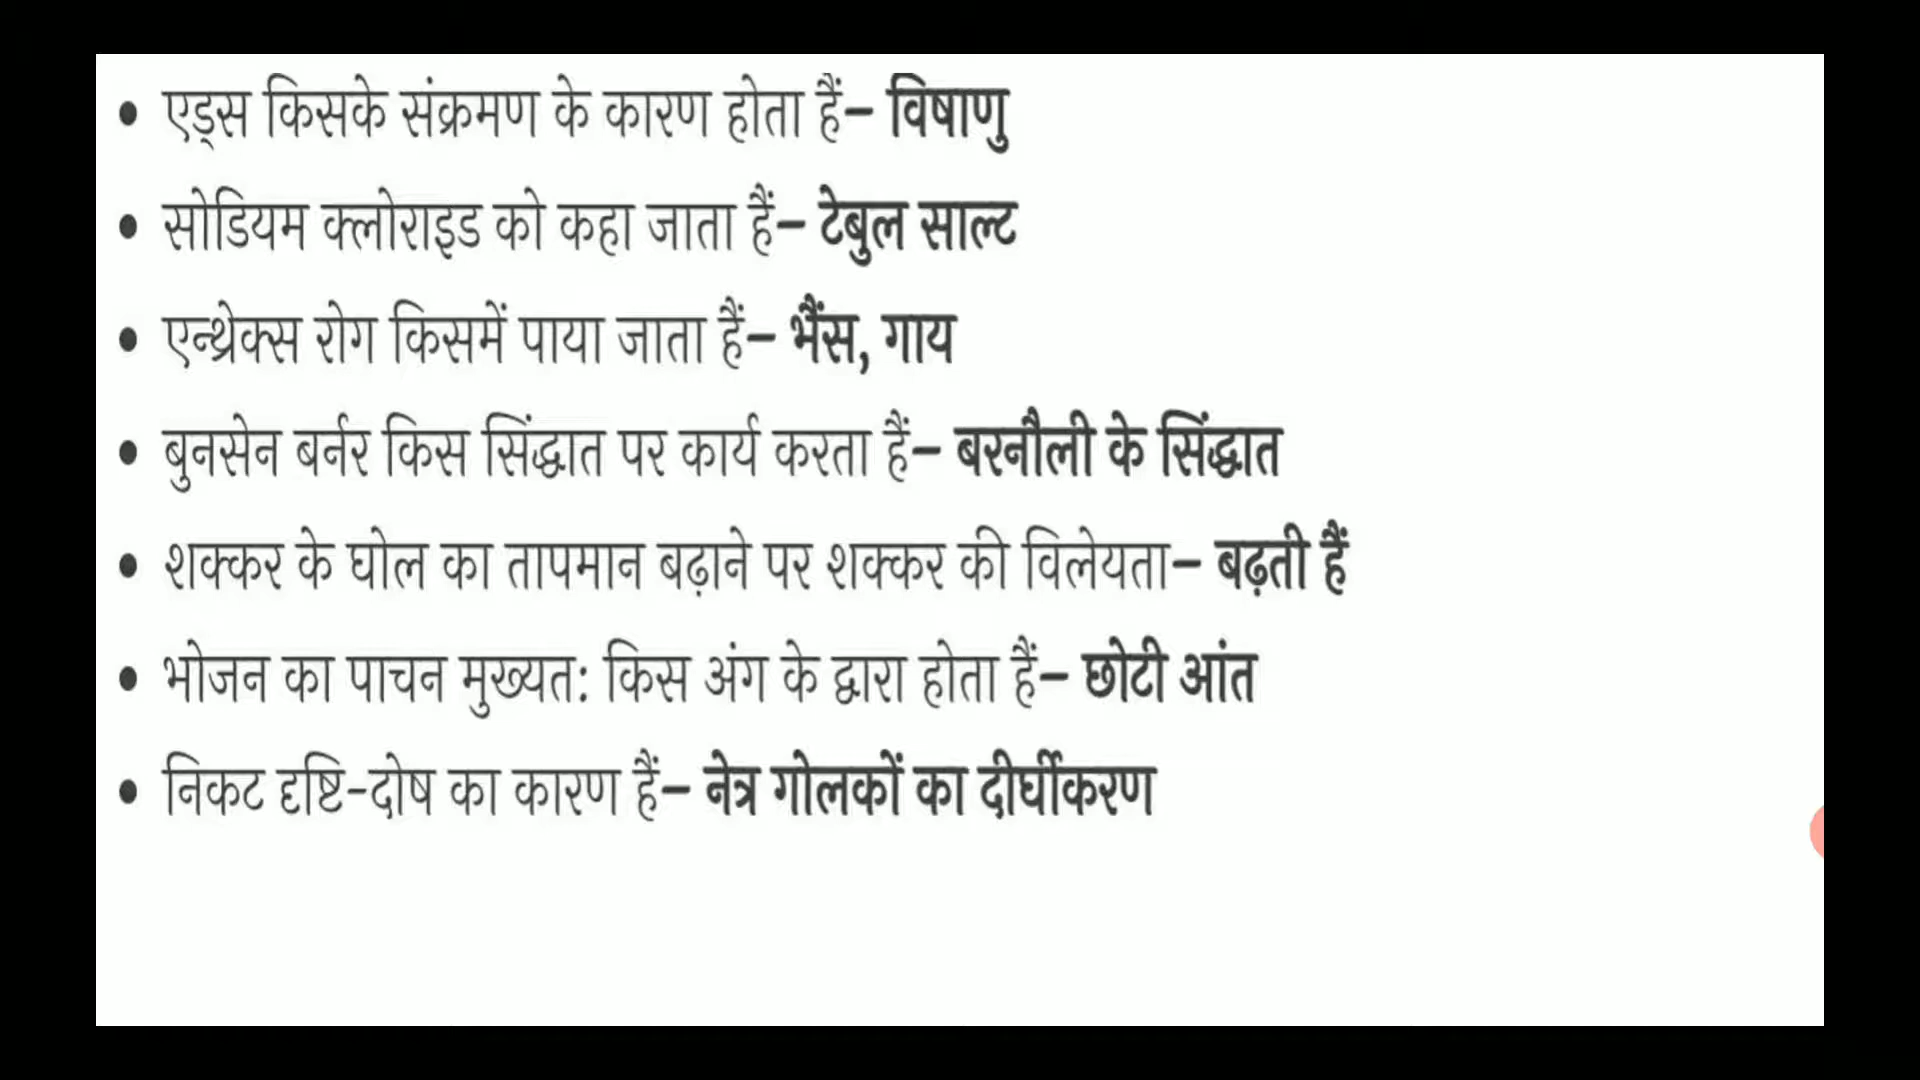 • एड्स किसके संक्रमण के कारण होता हैं– विषाणु
• सोडियम क्लोराइड को कहा जाता हैं– टेबुल साल्ट
• एन्थ्रेक्स रोग किसमें पाया जाता हैं– भैंस, गाय
• बुनसेन बर्नर किस सिंद्धात पर कार्य करता हैं– बरनौली के सिंद्धात
• शक्कर के घोल का तापमान बढ़ाने पर शक्कर की विलेयता– बढ़ती हैं
• भोजन का पाचन मुख्यत: किस अंग के द्वारा होता हैं– छोटी आंत
• निकट दृष्टि-दोष का कारण हैं– नेत्र गोलकों का दीर्घीकरण